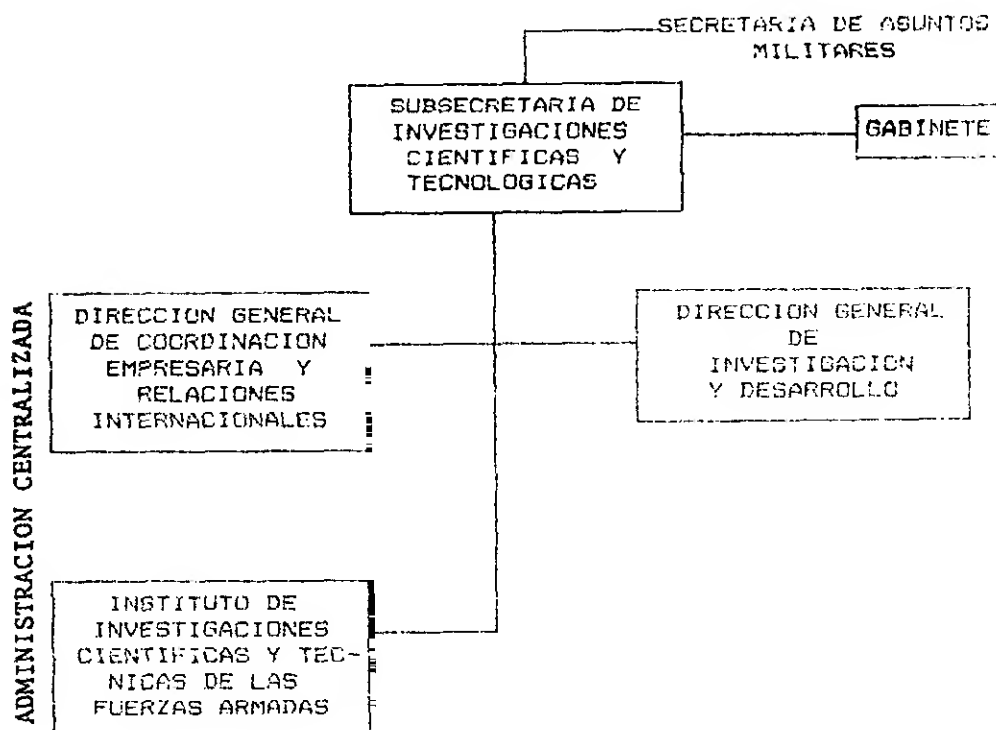 SECRETARIA DE ASUNTOS
MILITARES
SUBSECRETARIA DE
INVESTIGACIONES
CIENTIFICAS Y
TECNOLOGICAS
GABINETE
DIRECCION GENERAL
DE COORDINACION
EMPRESARIA Y
RELACIONES
INTERNACIONALES
DIRECCION GENERAL
DE
INVESTIGACION
Y DESARROLLO
INSTITUTO DE
INVESTIGACIONES
CIENTIFICAS Y TEC-
NICAS DE LAS
FUERZAS ARMADAS
ADMINISTRACION CENTRALIZADA